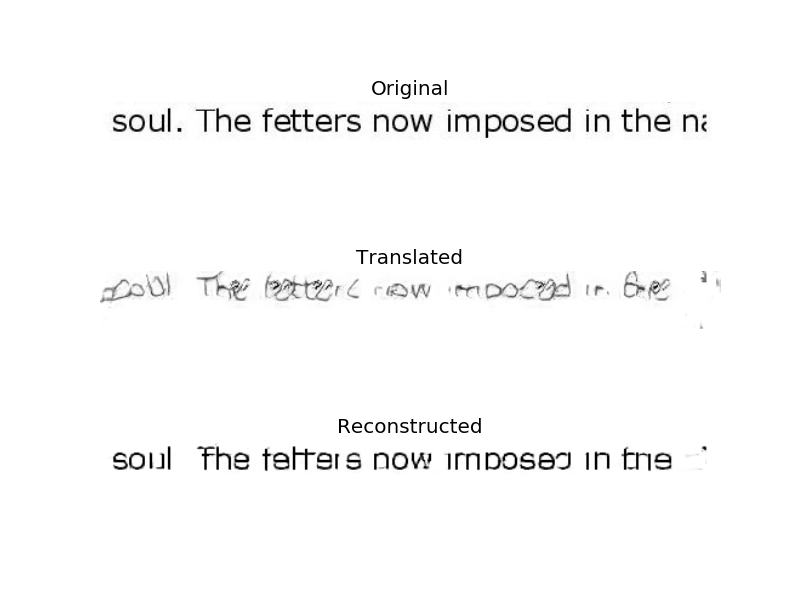 Original
soul. The fetters now imposed in the na
Translated
soul The fetters now imposed in the
Reconstructed
soul The fetters now imposed in the